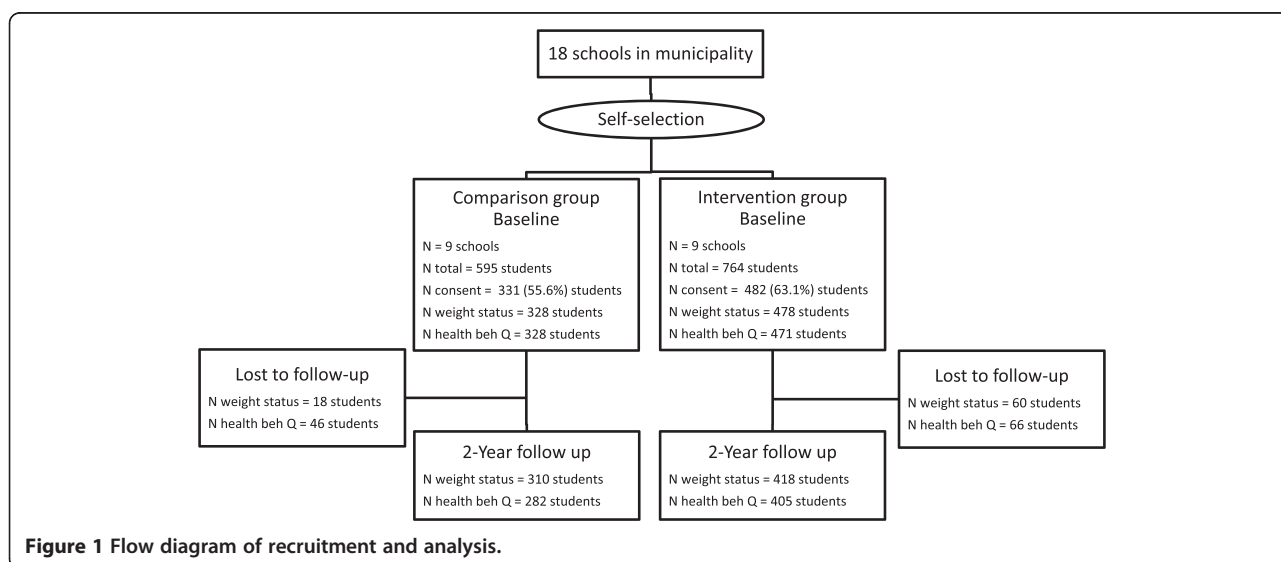 18 schools in municipality
Self-selection
Comparison group
Baseline
N = 9 schools
N total = 595 students
N consent = 331 (55.6%) students
N weight status = 328 students
N health beh Q = 328 students
Intervention group
Baseline
N = 9 schools
N total = 764 students
N consent = 482 (63.1%) students
N weight status = 478 students
N health beh Q = 471 students
Lost to follow-up
N weight status = 18 students
N health beh Q = 46 students
Lost to follow-up
N weight status = 60 students
N health beh Q = 66 students
2-Year follow up
N weight status = 310 students
N health beh Q = 282 students
2-Year follow up
N weight status = 418 students
N health beh Q = 405 students
Figure 1 Flow diagram of recruitment and analysis.